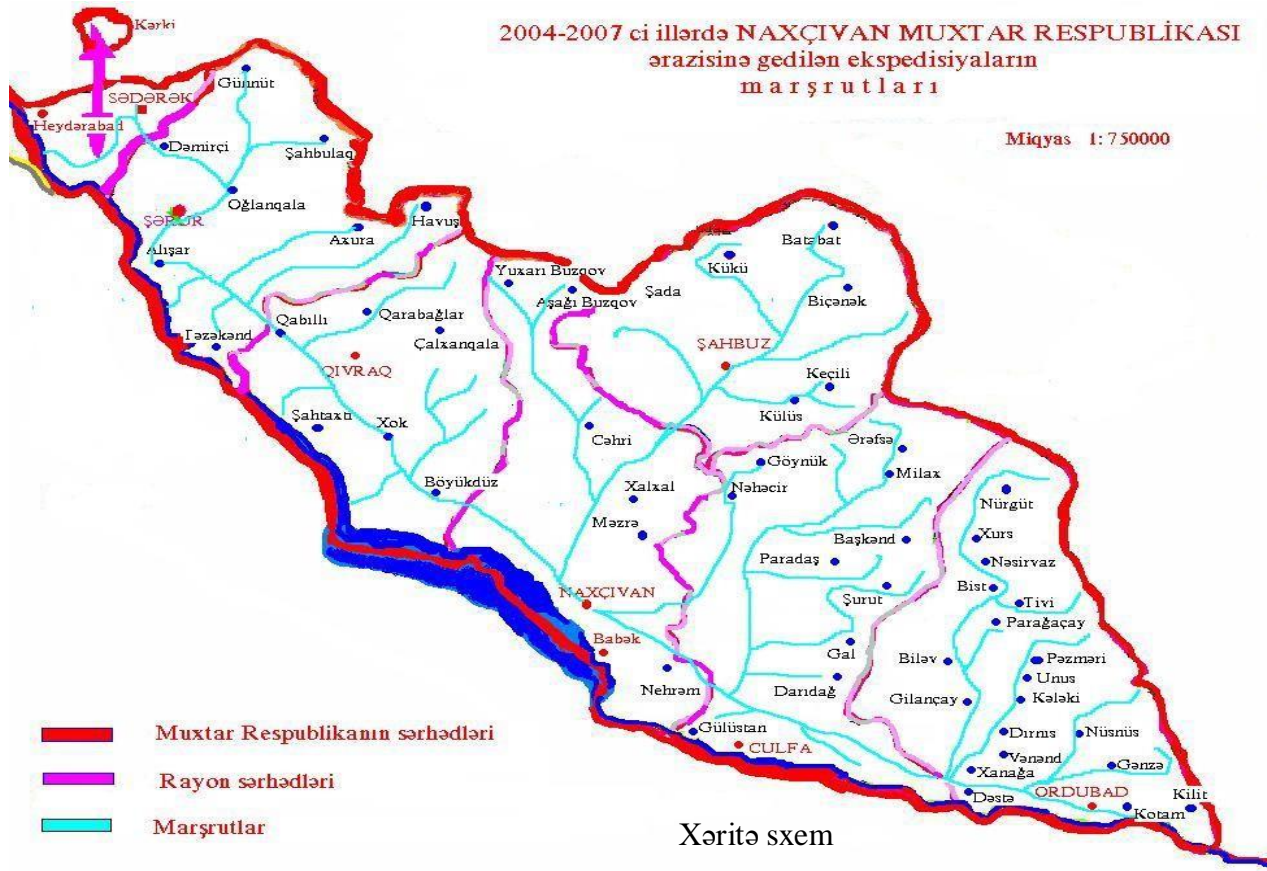 Kərki
2004-2007 ci illərdə NAXÇIVAN MUXTAR RESPUBLİKASI
ərazisinə gedilən ekspedisiyaların
marşrutları
Miqyas 1: 750000
Günnüt
SƏDƏRƏK
Heydərabad
Dəmirçi
Şahbulaq
Oğlanqala
ŞƏRUR
Havuş
Axura
Alışar
Batabat
Kükü
Yuxarı Buzqov
Aşağı Buzqov
Şada
Biçənək
Qabıllı
Qarabağlar
Çalxanqala
Təzəkənd
QIVRAQ
ŞAHBUZ
Keçili
Külüs
Şahtaxtı
Xok
Cəhri
Ərəfsə
Göynük
Milax
Böyükdüz
Xalxal
Nəhəcir
Nürgüt
Məzrə
Xurs
Başkənd
Paradaş
Nəsirvaz
Bist
Şurut
Tivi
NAXÇIVAN
Parağaçay
Babək
Gal
Biləv
Pəzməri
Unus
Nehrəm
Darıdağ
Gilançay
Kələki
Gülüstan
CULFA
Dırnıs
Nüsnüs
Vənənd
Xanağa
Gənzə
Dəstə
ORDUBAD
Kilit
Kotam
Muxtar Respublikanın sərhədləri
Rayon sərhədləri
Marşrutlar
Xəritə sxem